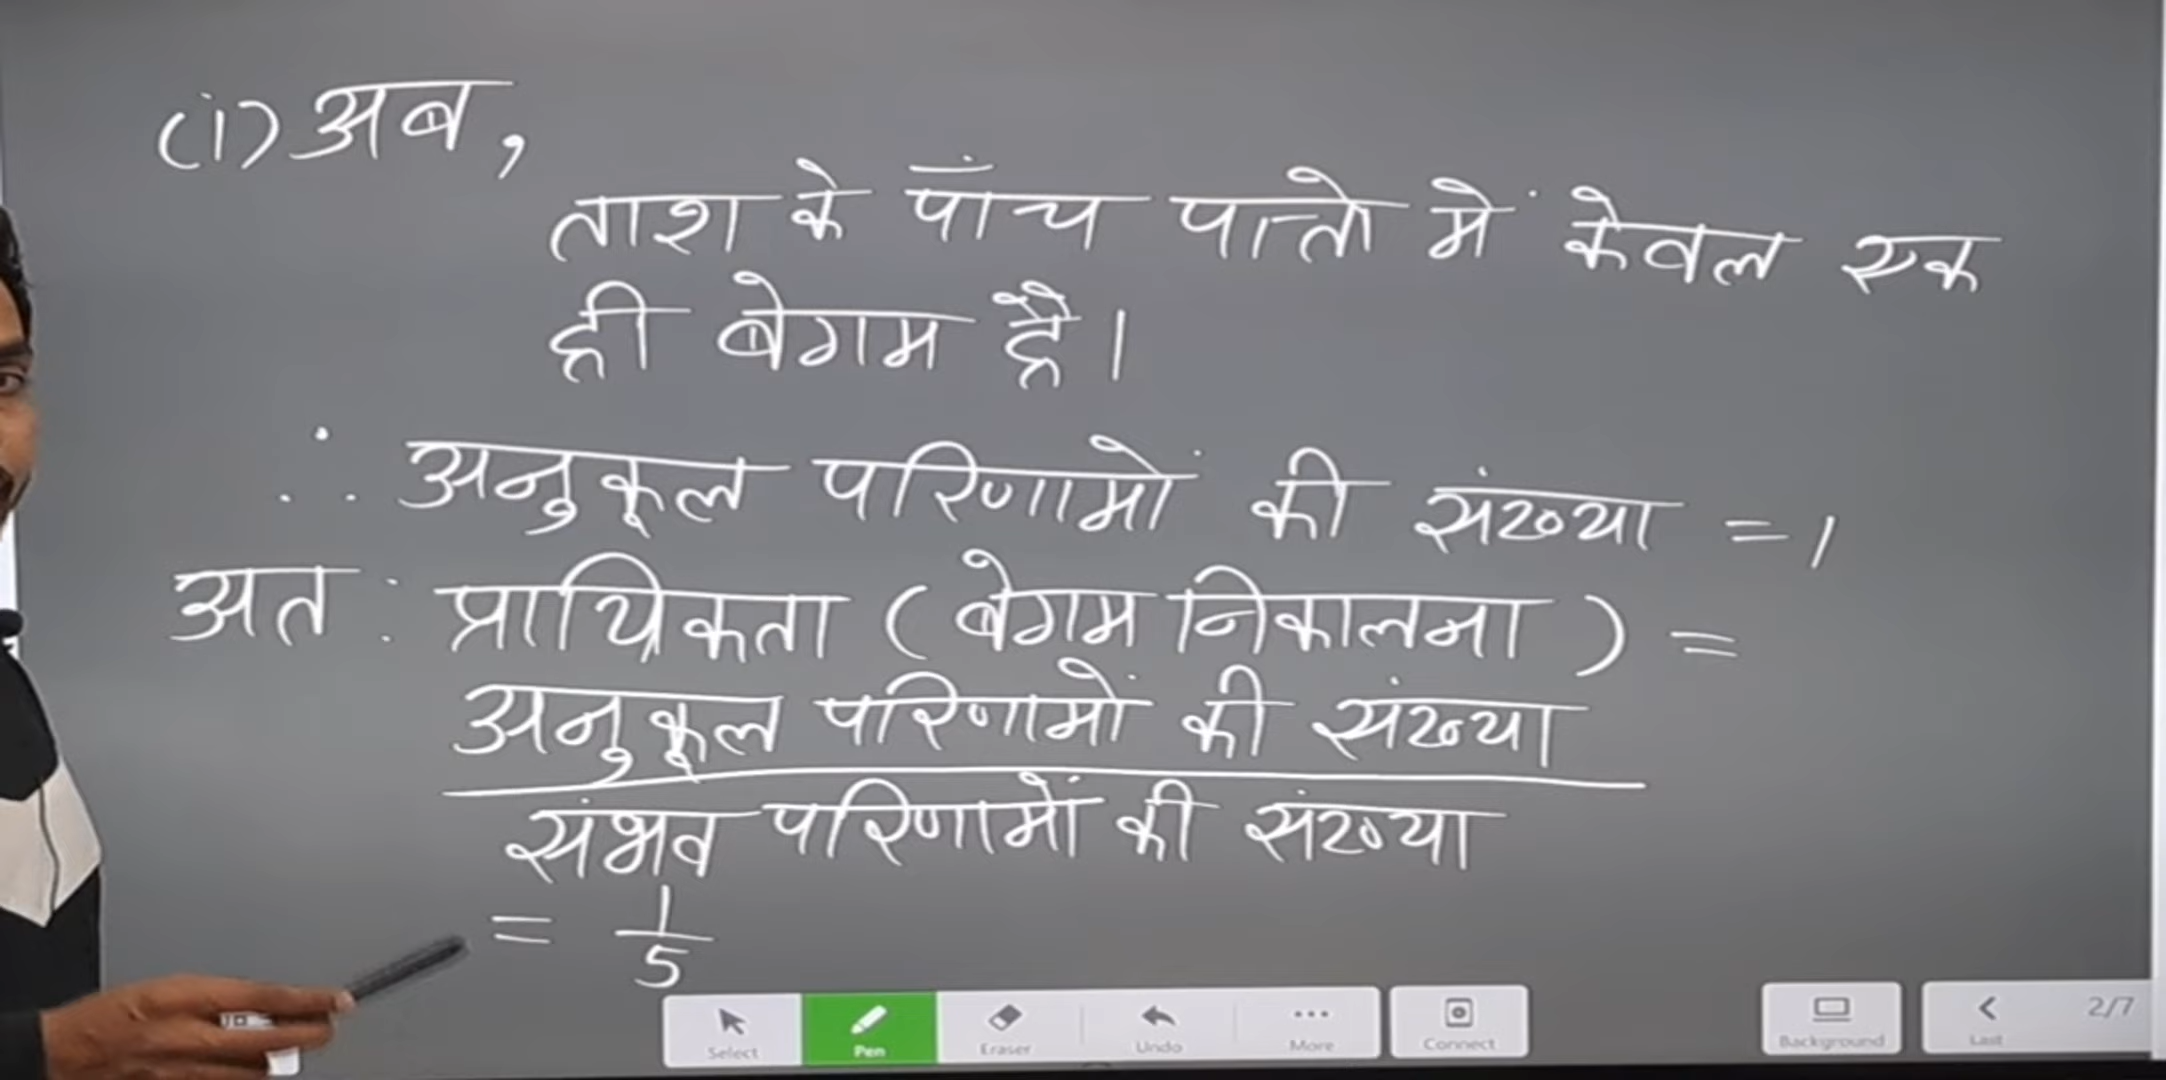 (i) अब,
ताश के पाँच पात्तो में केवल एक
ही बेगम है।
∴ अनुकूल परिणामों की संख्या = 1
अत: प्रायिकता (बेगम निकालना) =
अनुकूल परिणामों की संख्या
संभव परिणामों की संख्या
= 1/5
Select Pen Eraser Undo More Connect Background Last 2/7